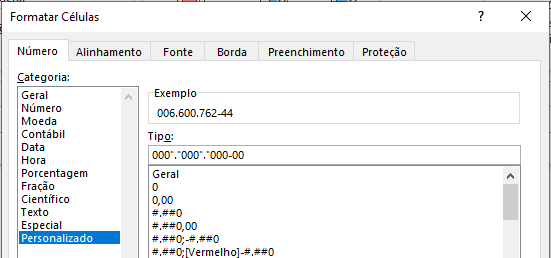 Formatar Células
?
Número Alinhamento Fonte Borda Preenchimento Proteção
Categoria:
Geral
Número
Moeda
Contábil
Data
Hora
Porcentagem
Fração
Científico
Texto
Especial
Personalizado
Exemplo
006.600.762-44
Tipo:
000"."000"."000-00
Geral
0
0,00
#.##0
#.##0,00
#.##0;-#.##0
#.##0;[Vermelho]-#.##0